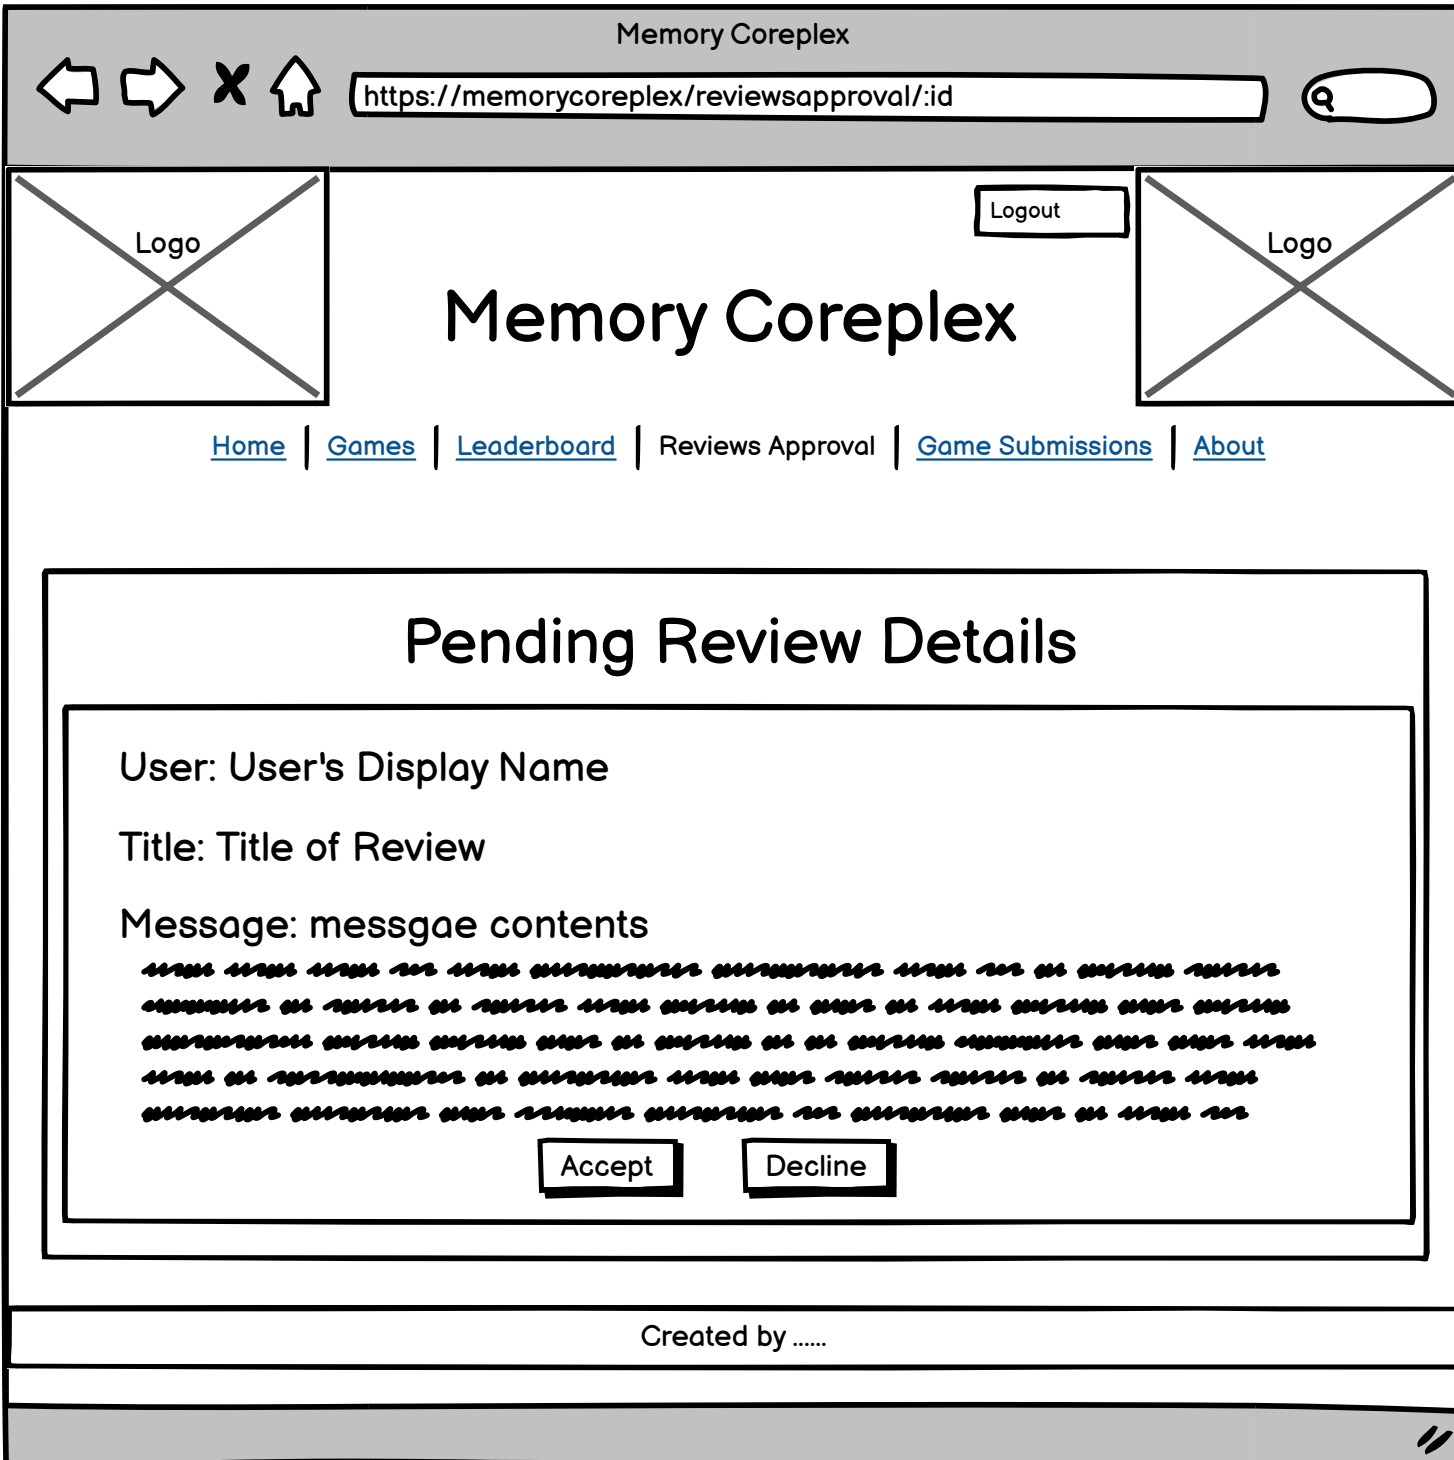 Memory Coreplex
https://memorycoreplex/reviewsapproval/:id
Logo
Logout
Logo
Memory Coreplex
Home | Games | Leaderboard | Reviews Approval | Game Submissions | About
Pending Review Details
User: User's Display Name
Title: Title of Review
Message: messgae contents
Accept
Decline
Created by ......